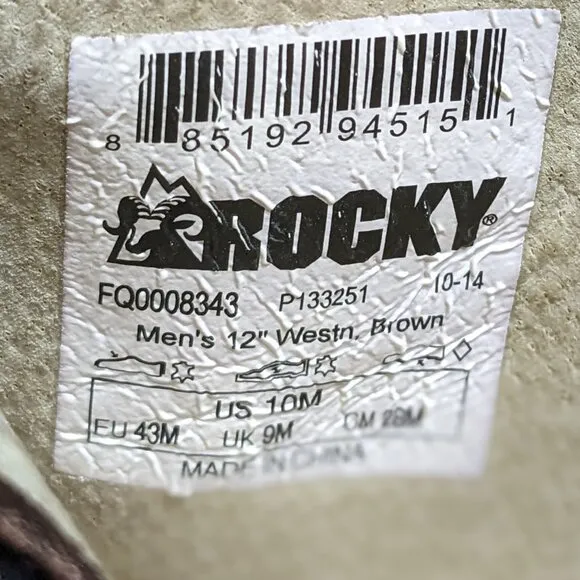 8 85192 94515 1
ROCKY®
FQ0008343 P133251 10-14
Men's 12" Westn, Brown
US 10M
EU 43M UK 9M CM 28M
MADE IN CHINA